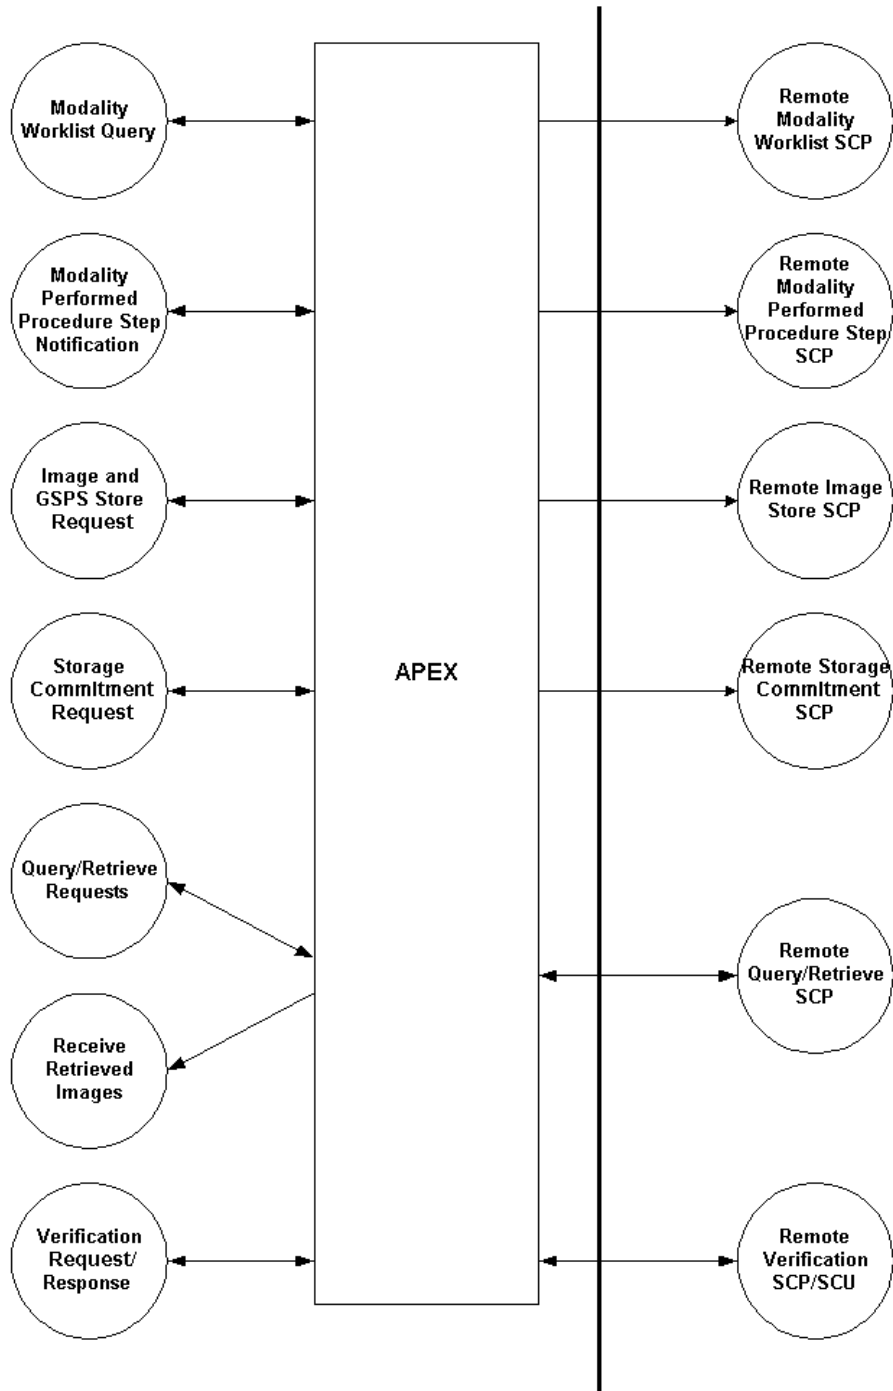 Modality
Worklist Query
Modality
Performed
Procedure Step
Notification
Image and
GSPS Store
Request
Storage
Commitment
Request
Query/Retrieve
Requests
Receive
Retrieved
Images
Verification
Request/
Response
APEX
Remote
Modality
Worklist SCP
Remote
Modality
Performed
Procedure Step
SCP
Remote Image
Store SCP
Remote Storage
Commitment
SCP
Remote
Query/Retrieve
SCP
Remote
Verification
SCP/SCU